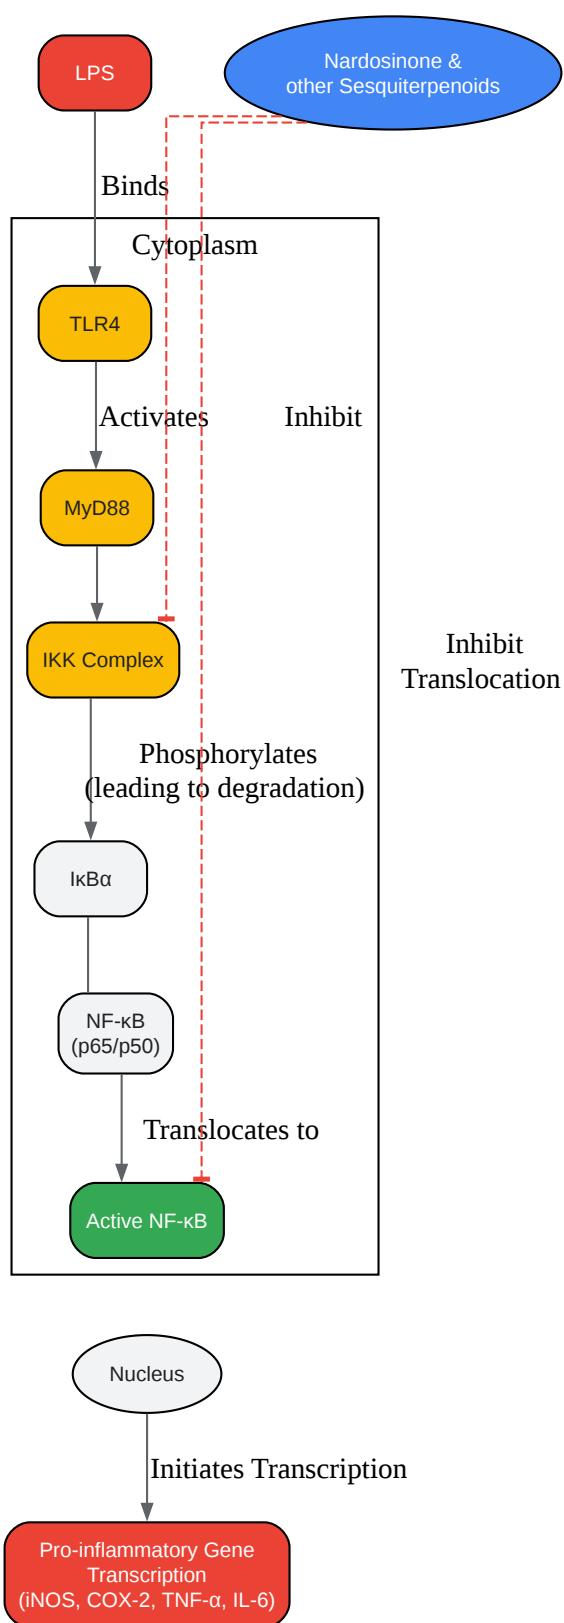 LPS
Nardosinone &
other Sesquiterpenoids
Binds
Cytoplasm
TLR4
Activates
Inhibit
MyD88
Inhibit
Translocation
IKK Complex
Phosphorylates
(leading to degradation)
IκBα
NF-κB
(p65/p50)
Translocates to
Active NF-κB
Nucleus
Initiates Transcription
Pro-inflammatory Gene
Transcription
(iNOS, COX-2, TNF-α, IL-6)